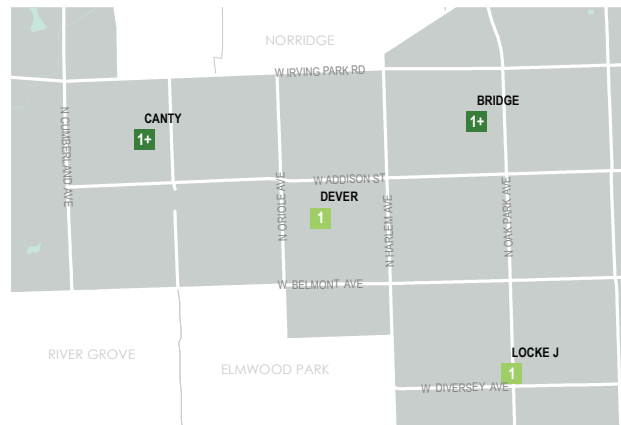 NORRIDGE
W IRVING PARK RD
BRIDGE
1+
CANTY
1+
N CUMBERLAND AVE
W ADDISON ST
DEVER
1
N ORIOLE AVE
N HARLEM AVE
N OAK PARK AVE
W BELMONT AVE
RIVER GROVE
ELMWOOD PARK
LOCKE J
1
W DIVERSEY AVE